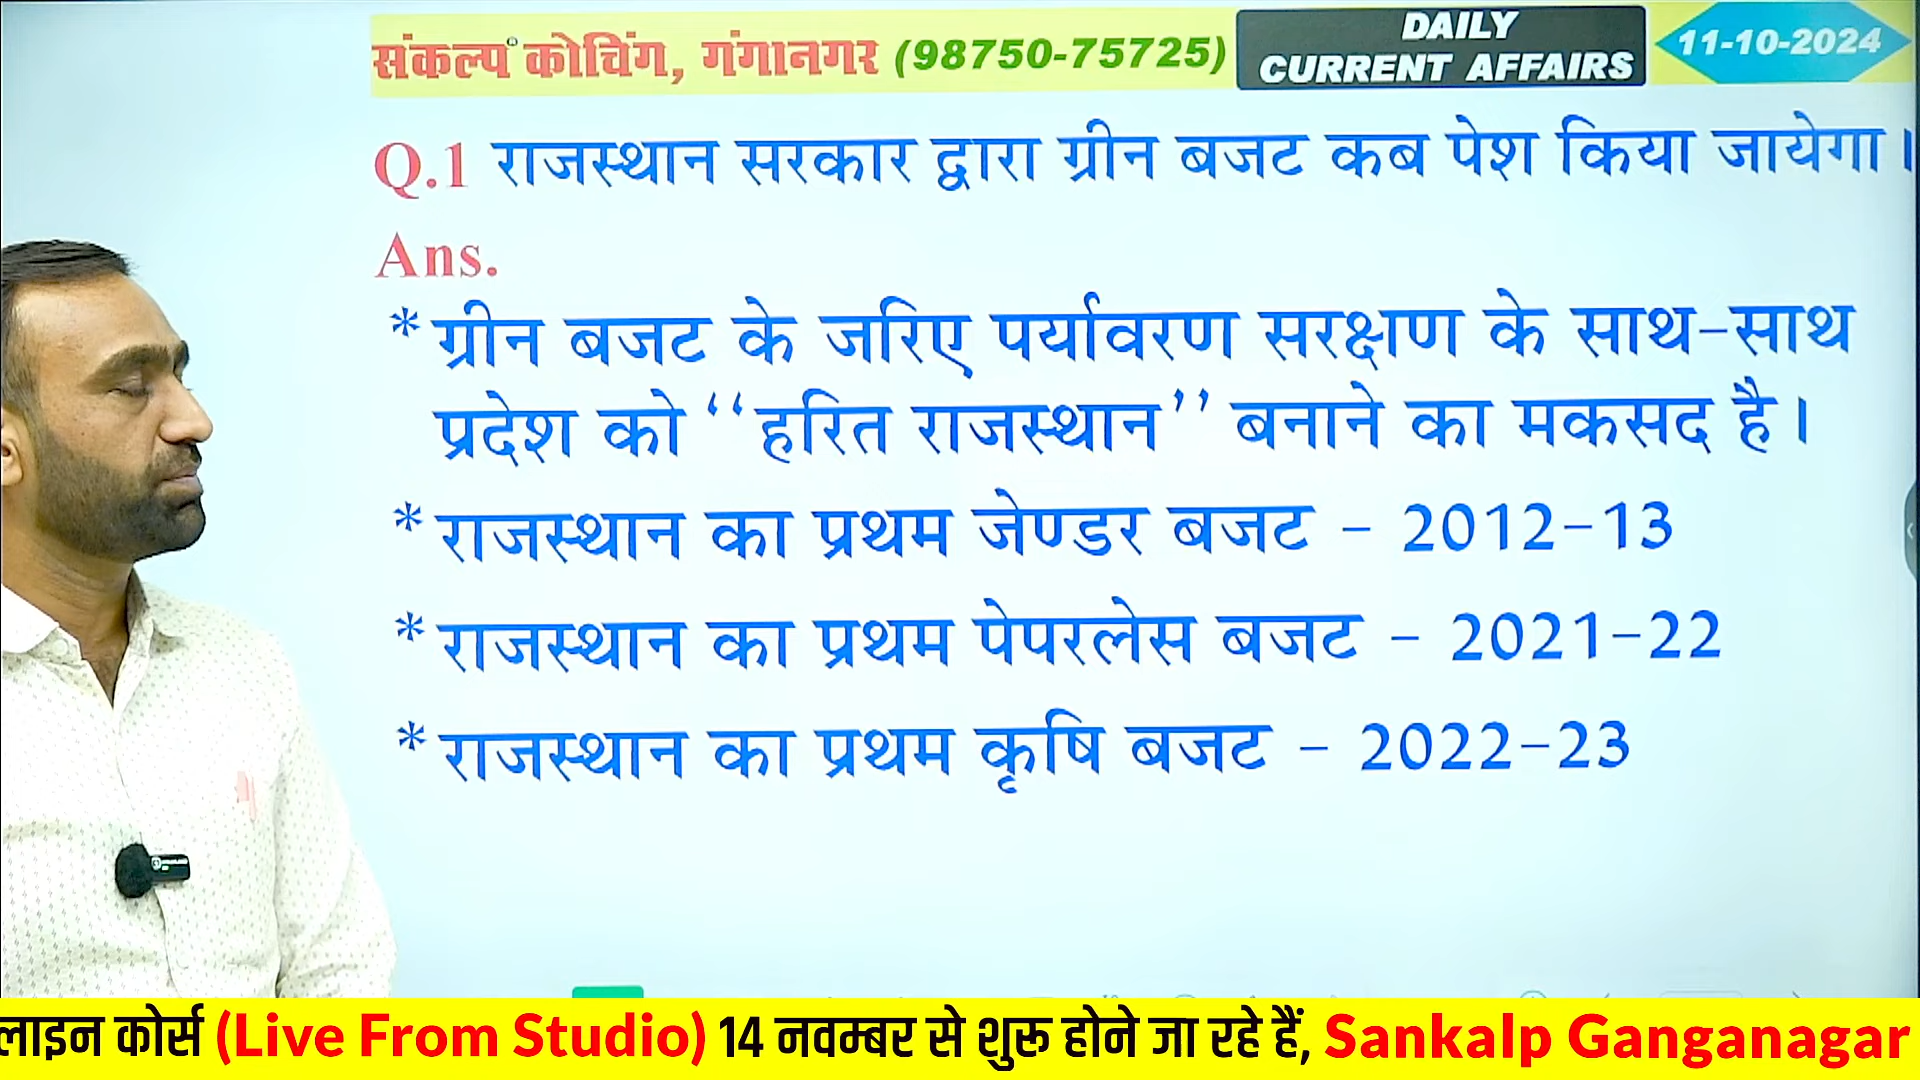 संकल्प कोचिंग, गंगानगर (98750-75725)
DAILY
CURRENT AFFAIRS
11-10-2024
Q.1 राजस्थान सरकार द्वारा ग्रीन बजट कब पेश किया जायेगा।
Ans.
* ग्रीन बजट के जरिए पर्यावरण सरक्षण के साथ-साथ
प्रदेश को ‘‘हरित राजस्थान’’ बनाने का मकसद है।
* राजस्थान का प्रथम जेण्डर बजट - 2012-13
* राजस्थान का प्रथम पेपरलेस बजट - 2021-22
* राजस्थान का प्रथम कृषि बजट - 2022-23
लाइन कोर्स (Live From Studio) 14 नवम्बर से शुरू होने जा रहे हैं, Sankalp Ganganagar